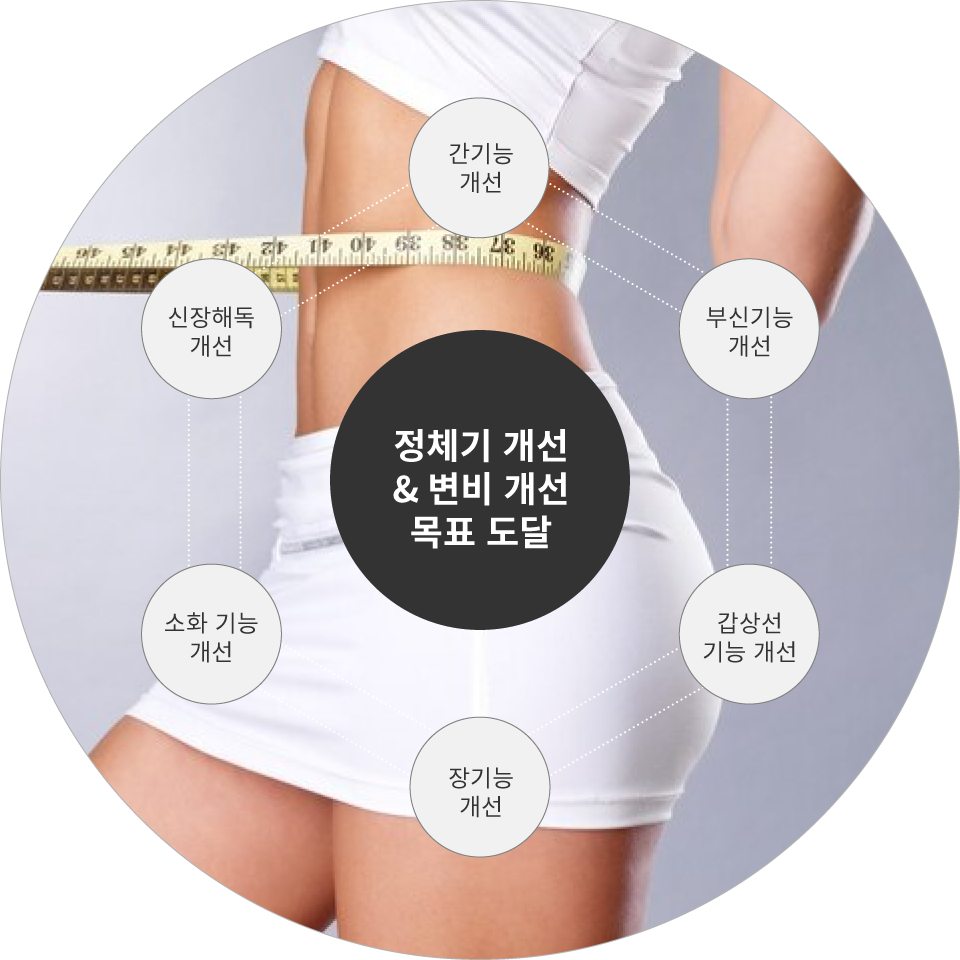 간기능
개선
46 45 44 43 42 41 40 39 38 37 36
신장해독
개선
부신기능
개선
정체기 개선
& 변비 개선
목표 도달
소화 기능
개선
갑상선
기능 개선
장기능
개선